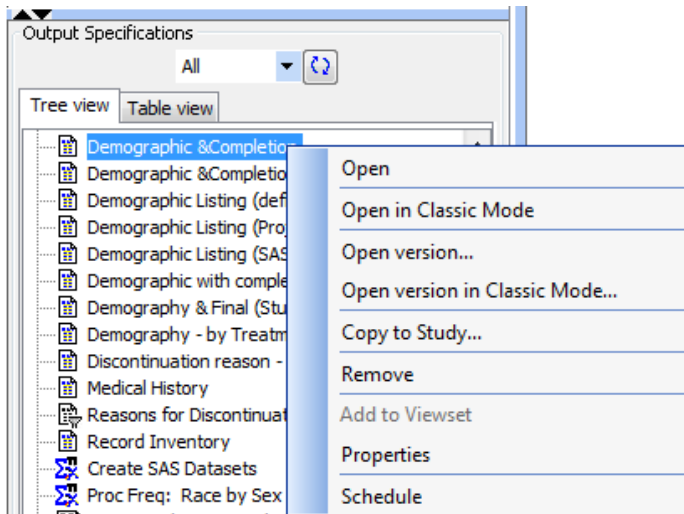 Output Specifications
All
Tree view
Table view
Demographic &Completion
Demographic &Completio
Demographic Listing (def
Demographic Listing (Pro
Demographic Listing (SAS
Demographic with comple
Demography & Final (Stu
Demography - by Treatm
Discontinuation reason -
Medical History
Reasons for Discontinuat
Record Inventory
Create SAS Datasets
Proc Freq: Race by Sex
Open
Open in Classic Mode
Open version...
Open version in Classic Mode...
Copy to Study...
Remove
Add to Viewset
Properties
Schedule